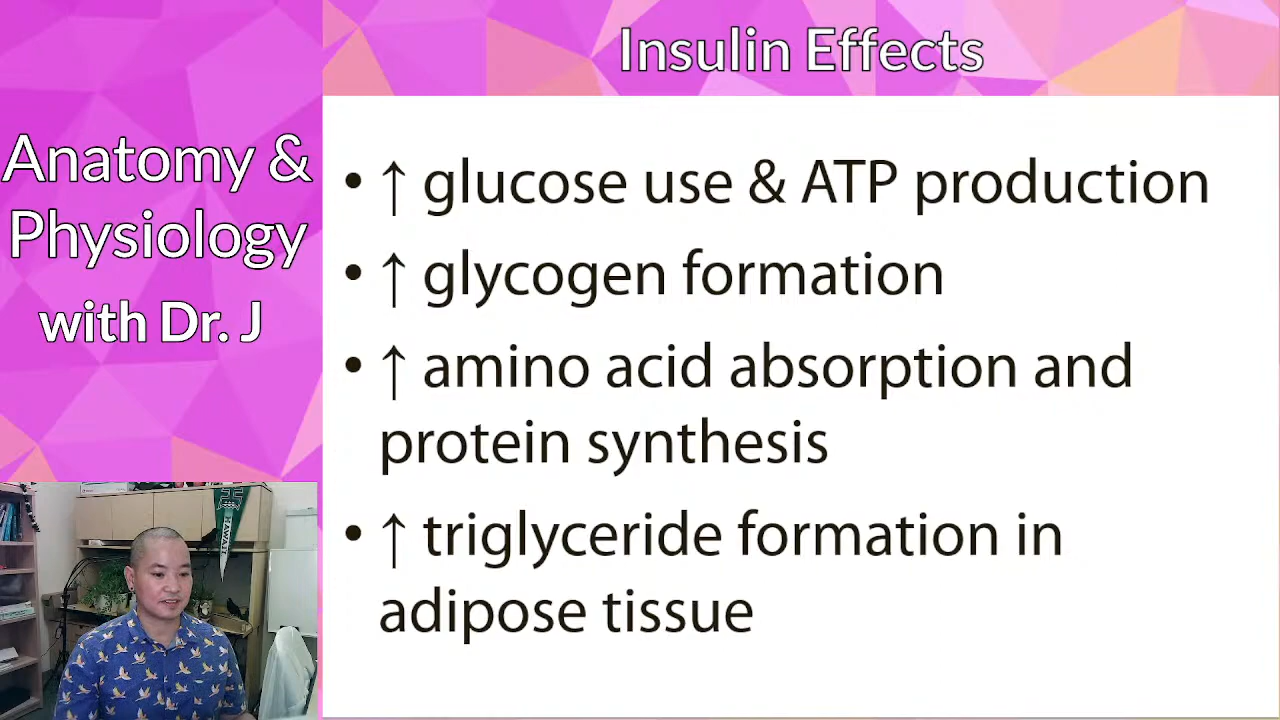 Insulin Effects
Anatomy &
Physiology
with Dr. J
• ↑ glucose use & ATP production
• ↑ glycogen formation
• ↑ amino acid absorption and
protein synthesis
• ↑ triglyceride formation in
adipose tissue
HAWAI'I